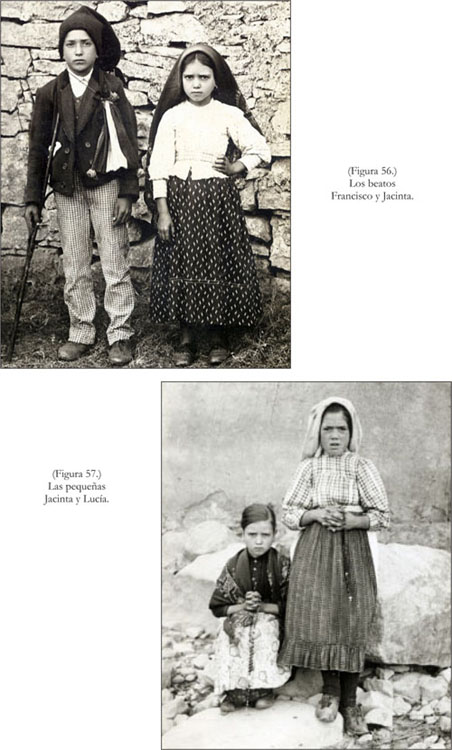 (Figura 56.)
Los beatos
Francisco y Jacinta.
(Figura 57.)
Las pequeñas
Jacinta y Lucía.